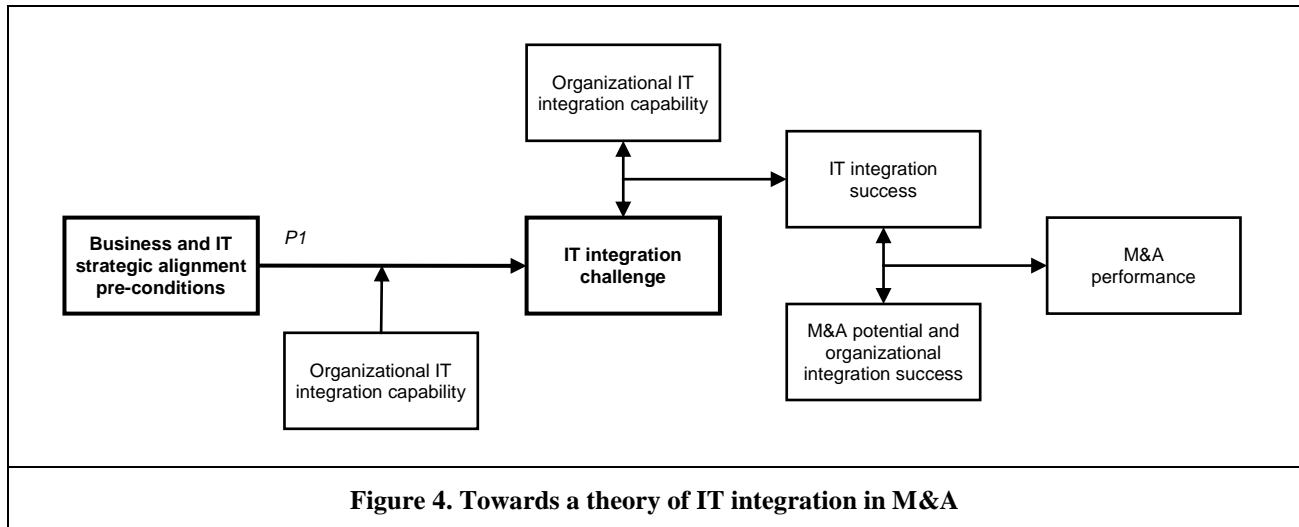 Organizational IT
integration capability
IT integration
success
Business and IT
strategic alignment
pre-conditions
P1
IT integration
challenge
M&A
performance
Organizational IT
integration capability
M&A potential and
organizational
integration success
Figure 4. Towards a theory of IT integration in M&A